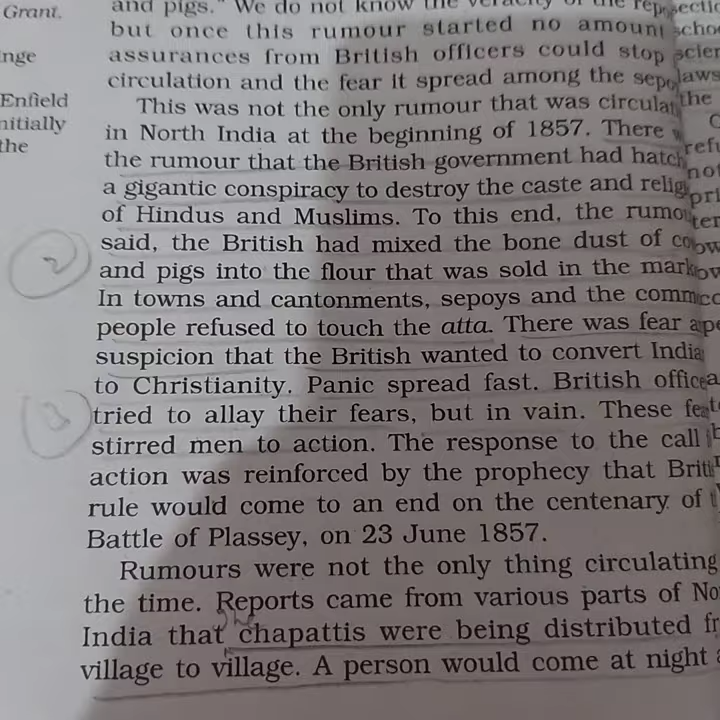 Grant.
nge
Enfield
nitially
the
and pigs." We do not know the veracity of the
but once this rumour started no amount
assurances from British officers could stop
circulation and the fear it spread among the sepo
This was not the only rumour that was circulat
in North India at the beginning of 1857. There
the rumour that the British government had hatch
a gigantic conspiracy to destroy the caste and relig
of Hindus and Muslims. To this end, the rumou
said, the British had mixed the bone dust of co
and pigs into the flour that was sold in the mark
In towns and cantonments, sepoys and the comm
people refused to touch the atta. There was fear a
suspicion that the British wanted to convert India
to Christianity. Panic spread fast. British office
tried to allay their fears, but in vain. These fea
stirred men to action. The response to the call
action was reinforced by the prophecy that Briti
rule would come to an end on the centenary of t
Battle of Plassey, on 23 June 1857.
Rumours were not the only thing circulating
the time. Reports came from various parts of No
India that chapattis were being distributed fr
village to village. A person would come at night
laws
the